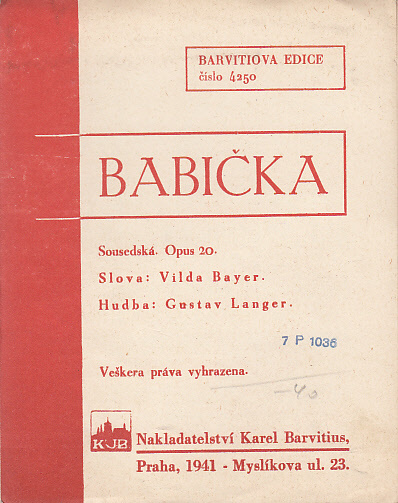 BARVITIOVA EDICE
číslo 4250
BABIČKA
Sousedská. Opus 20.
Slova: Vilda Bayer.
Hudba: Gustav Langer.
7 P 1036
Veškera práva vyhrazena.
-40
KJB
Nakladatelství Karel Barvitius,
Praha, 1941 - Myslíkova ul. 23.